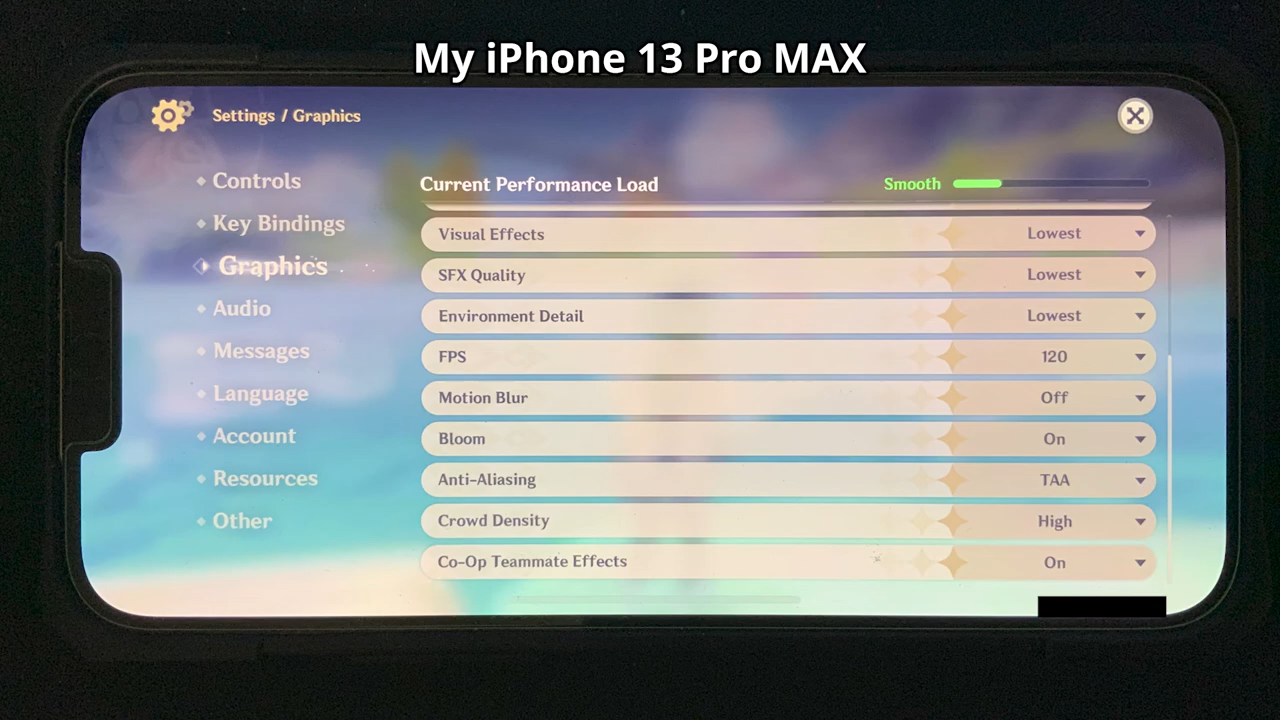 My iPhone 13 Pro MAX
Settings / Graphics
Controls
Key Bindings
Graphics
Audio
Messages
Language
Account
Resources
Other
Current Performance Load Smooth
Visual Effects Lowest
SFX Quality Lowest
Environment Detail Lowest
FPS 120
Motion Blur Off
Bloom On
Anti-Aliasing TAA
Crowd Density High
Co-Op Teammate Effects On